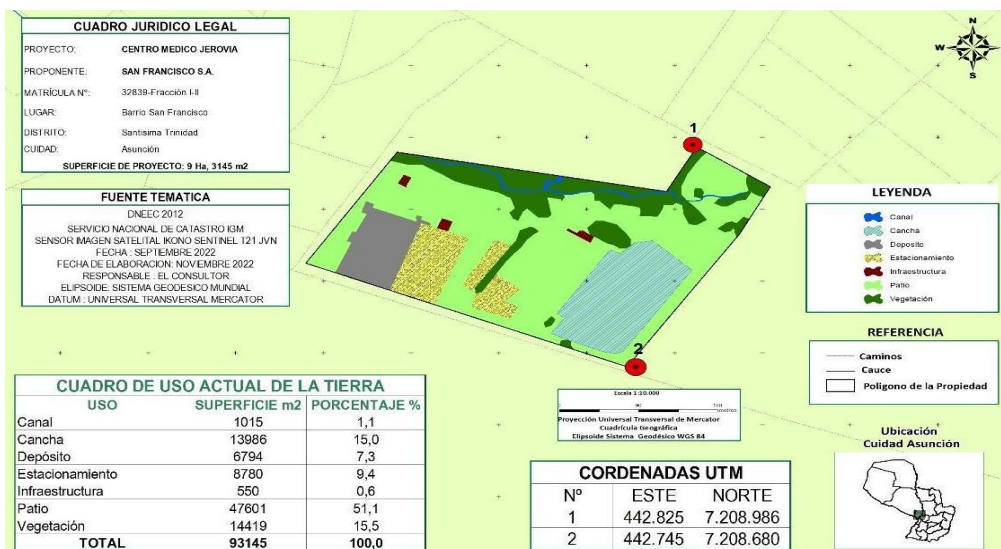 CUADRO JURIDICO LEGAL
PROYECTO: CENTRO MEDICO JEROVIA
PROPONENTE: SAN FRANCISCO S.A.
MATRÍCULA N°: 32839-Fracción I-II
LUGAR: Barrio San Francisco
DISTRITO: Santisima Trinidad
CUIDAD: Asunción
SUPERFICIE DE PROYECTO: 9 Ha, 3145 m2
FUENTE TEMATICA
DNEEC 2012
SERVICIO NACIONAL DE CATASTRO IGM
SENSOR IMAGEN SATELITAL IKONO SENTINEL T21 JVN
FECHA : SEPTIEMBRE 2022
FECHA DE ELABORACION: NOVIEMBRE 2022
RESPONSABLE : EL CONSULTOR
ELIPSOIDE: SISTEMA GEODESICO MUNDIAL
DATUM : UNIVERSAL TRANSVERSAL MERCATOR
N
W E
S
1
2
LEYENDA
Canal
Cancha
Deposito
Estacionamiento
Infraestructura
Patio
Vegetación
REFERENCIA
Caminos
Cauce
Poligono de la Propiedad
Ubicación
Cuidad Asunción
Escala 1:10.000
Proyección Universal Transversal de Mercator
Cuadrícula Geográfica
Elipsoide Sistema Geodésico WGS 84
CUADRO DE USO ACTUAL DE LA TIERRA
USO SUPERFICIE m2 PORCENTAJE %
Canal 1015 1,1
Cancha 13986 15,0
Depósito 6794 7,3
Estacionamiento 8780 9,4
Infraestructura 550 0,6
Patio 47601 51,1
Vegetación 14419 15,5
TOTAL 93145 100,0
CORDENADAS UTM
N° ESTE NORTE
1 442.825 7.208.986
2 442.745 7.208.680